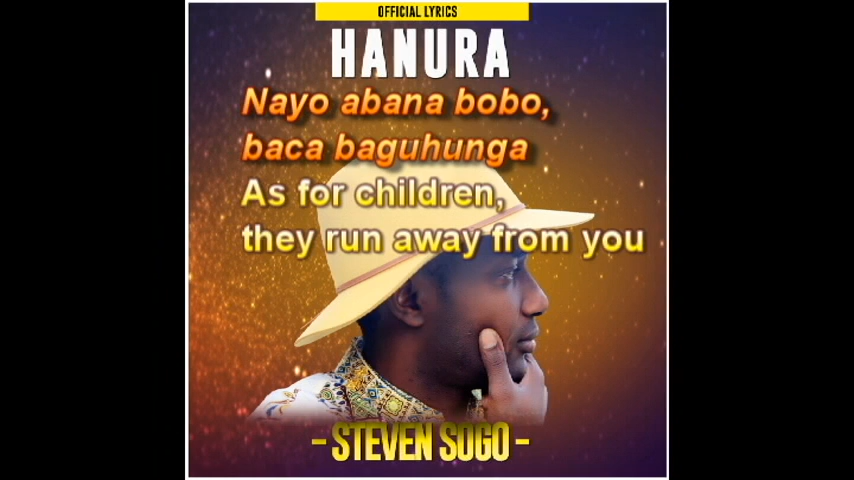 OFFICIAL LYRICS
HANURA
Nayo abana bobo,
baca baguhunga
As for children,
they run away from you
- STEVEN SOGO -